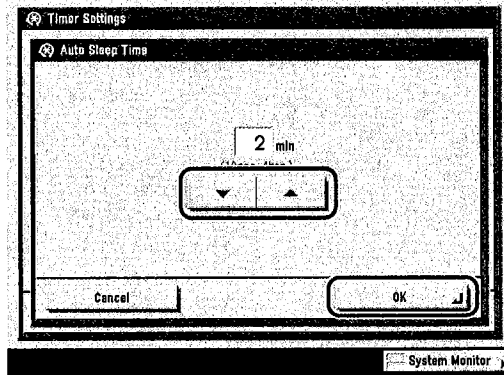 Timer Settings
Auto Sleep Time
2 min
Cancel
OK
System Monitor